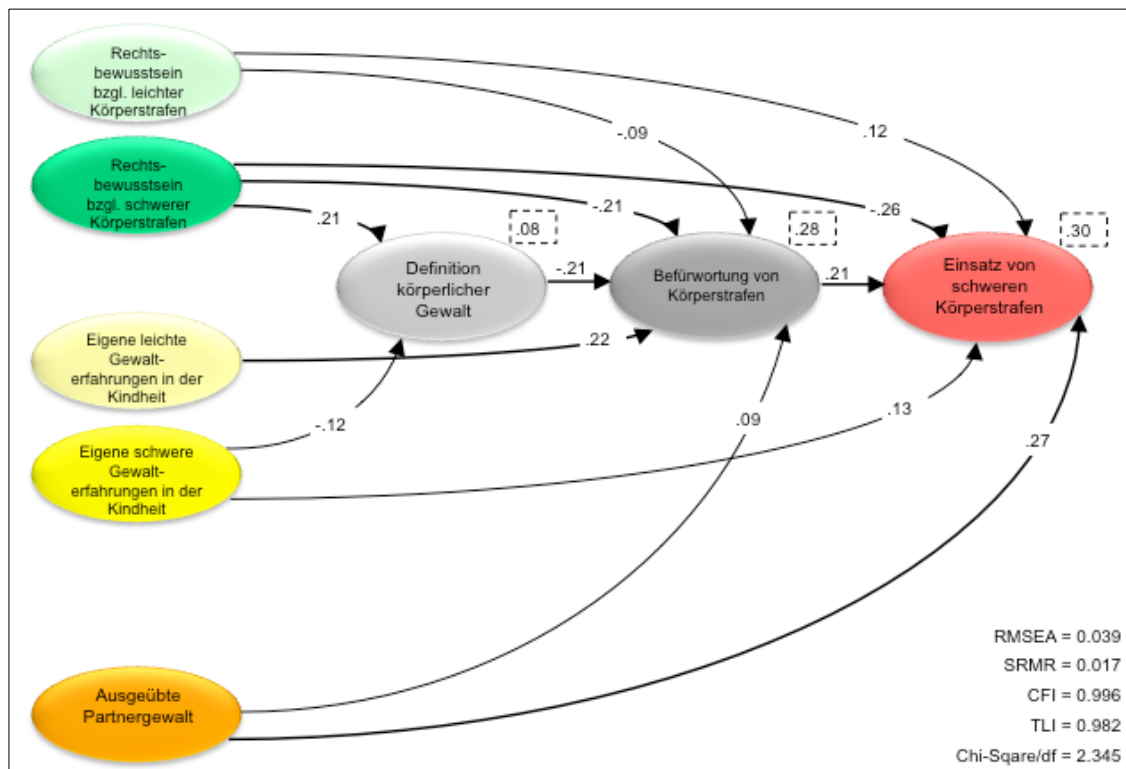 Rechts-
bewusstsein
bzgl. leichter
Körperstrafen
-.09
.12
Rechts-
bewusstsein
bzgl. schwerer
Körperstrafen
.21
-.21
-.26
.08
.28
.30
Definition
körperlicher
Gewalt
-.21
Befürwortung von
Körperstrafen
.21
Einsatz von
schweren
Körperstrafen
Eigene leichte
Gewalt-
erfahrungen in der
Kindheit
.22
Eigene schwere
Gewalt-
erfahrungen in der
Kindheit
-.12
.13
.09
.27
Ausgeübte
Partnergewalt
RMSEA = 0.039
SRMR = 0.017
CFI = 0.996
TLI = 0.982
Chi-Sqare/df = 2.345